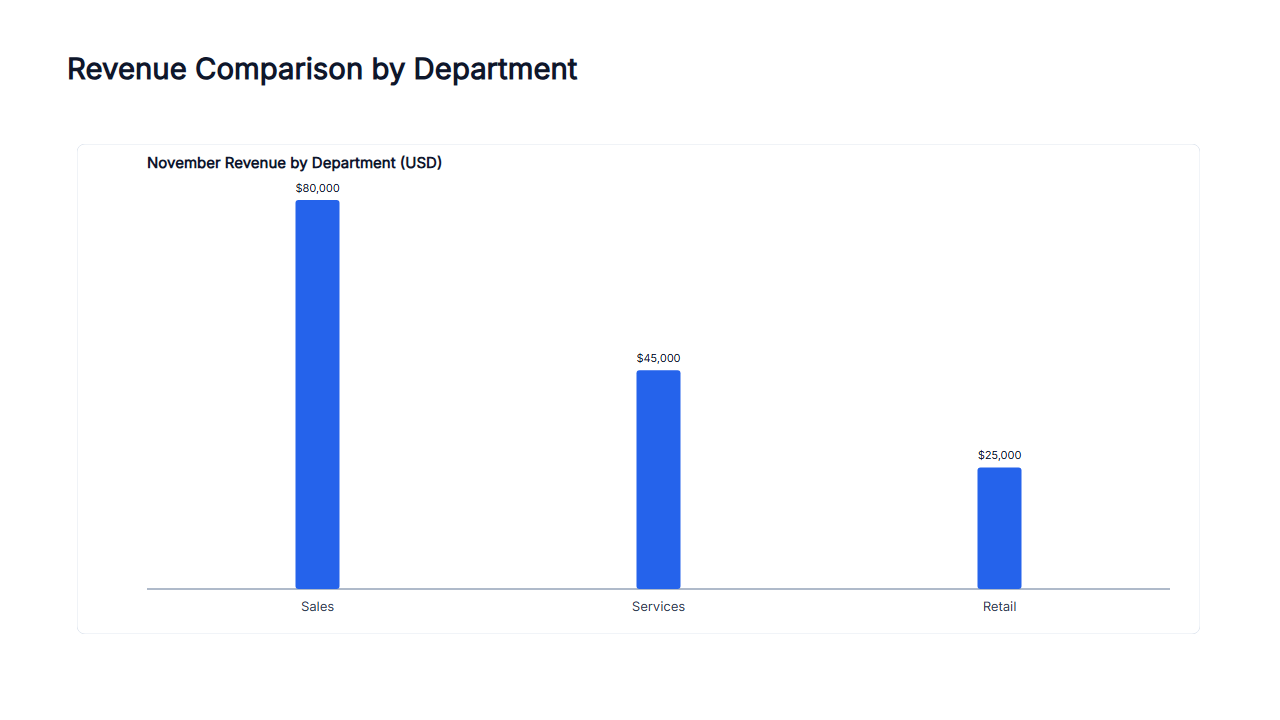 Revenue Comparison by Department
November Revenue by Department (USD)
$80,000
$45,000
$25,000
Sales
Services
Retail